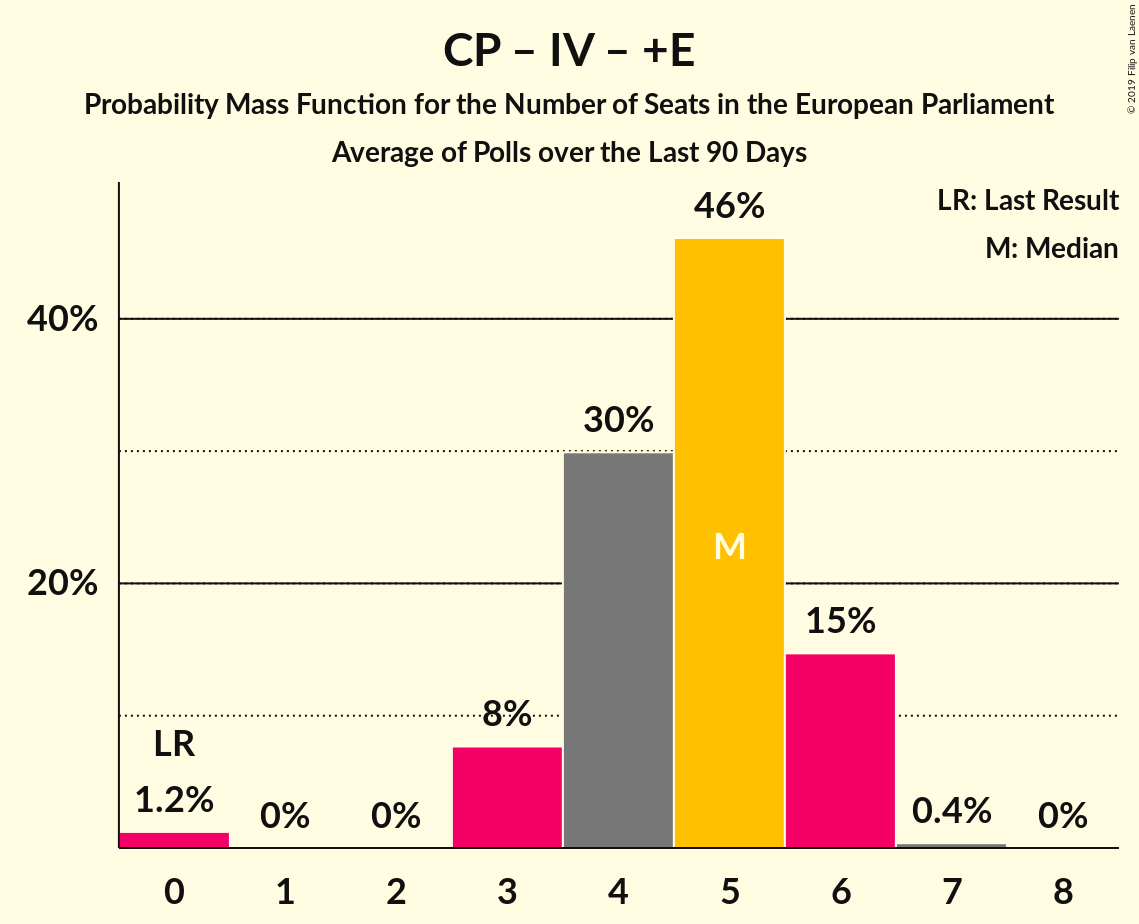 CP – IV – +E
Probability Mass Function for the Number of Seats in the European Parliament
Average of Polls over the Last 90 Days
© 2019 Filip van Laenen
LR: Last Result
M: Median
46%
40%
30%
M
20%
15%
8%
LR
1.2%
0%
0%
0.4%
0%
0 1 2 3 4 5 6 7 8